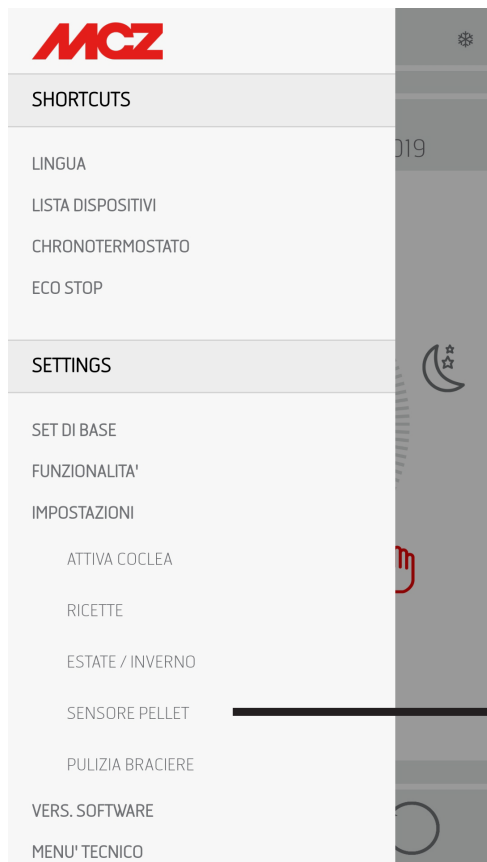 MCZ
SHORTCUTS
019
LINGUA
LISTA DISPOSITIVI
CHRONOTERMOSTATO
ECO STOP
SETTINGS
SET DI BASE
FUNZIONALITA'
IMPOSTAZIONI
ATTIVA COCLEA
RICETTE
ESTATE / INVERNO
SENSORE PELLET
PULIZIA BRACIERE
VERS. SOFTWARE
MENU' TECNICO